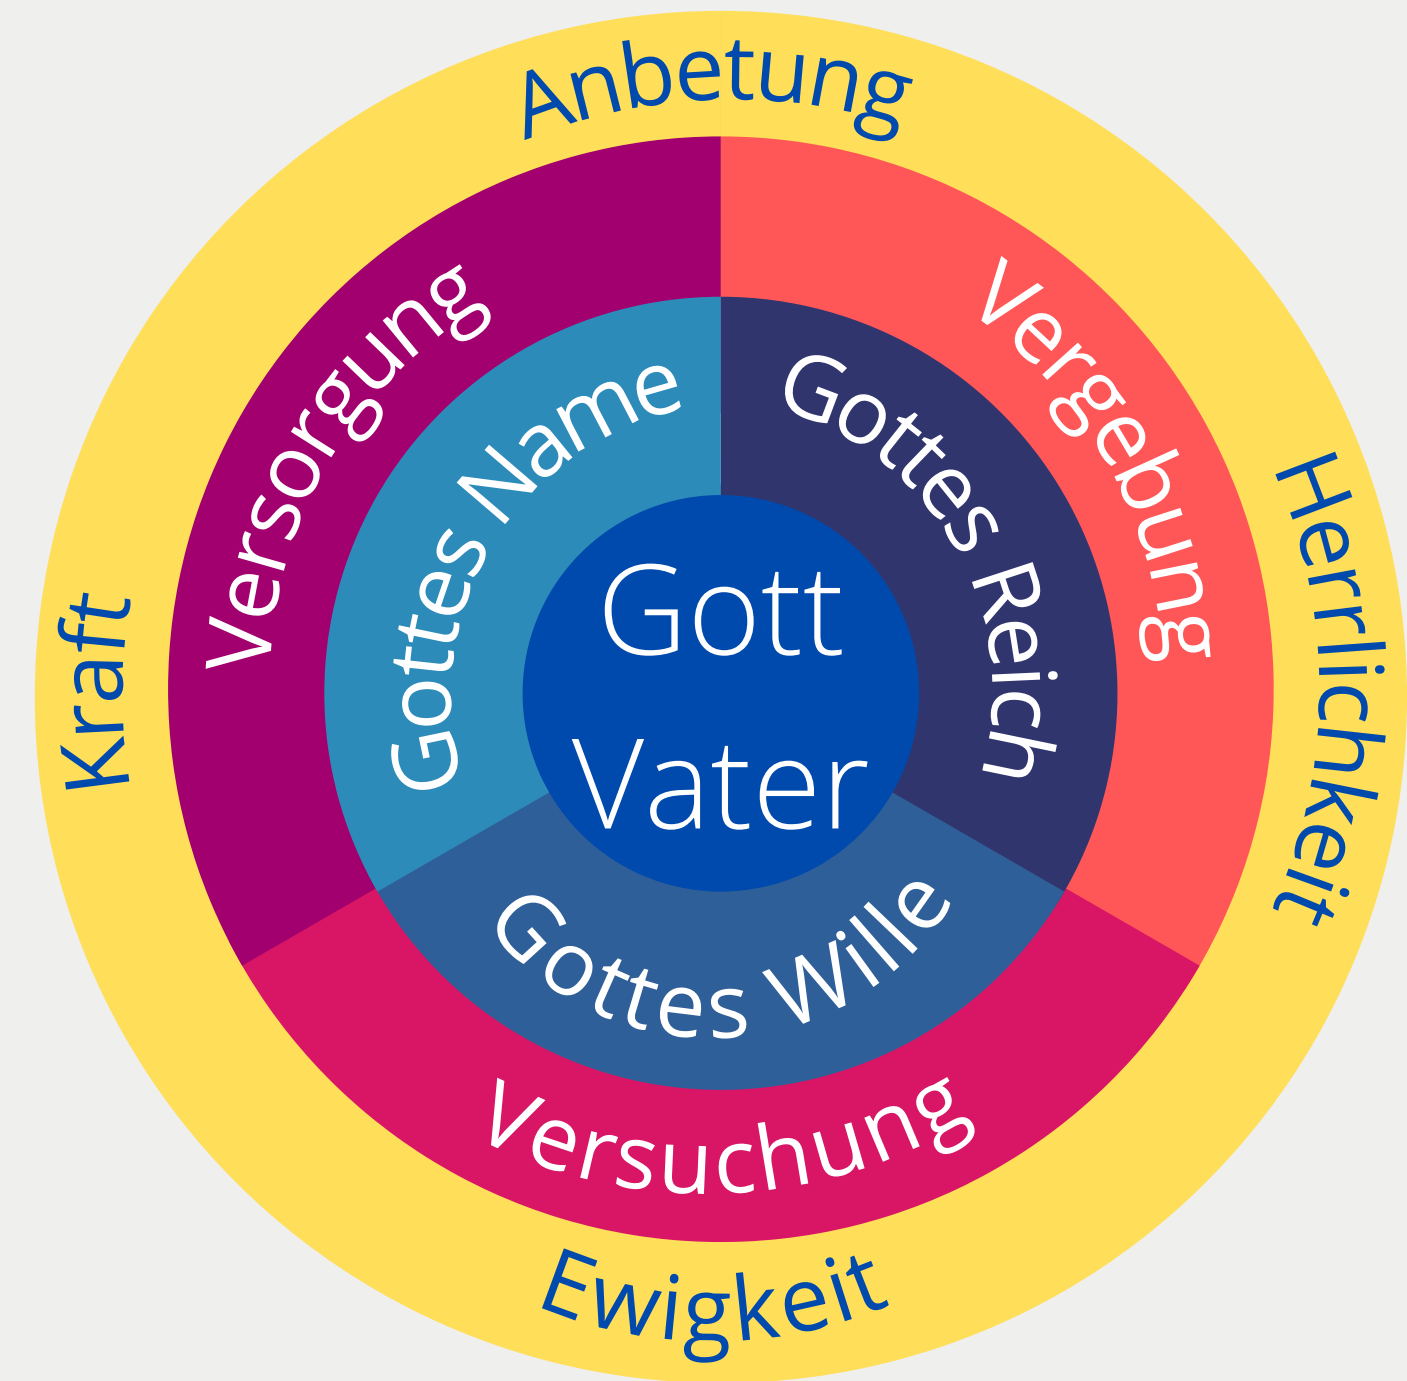 Anbetung
Versorgung
Vergebung
Gottes Name
Gottes Reich
Herrlichkeit
Gott
Vater
Kraft
Gottes Wille
Versuchung
Ewigkeit